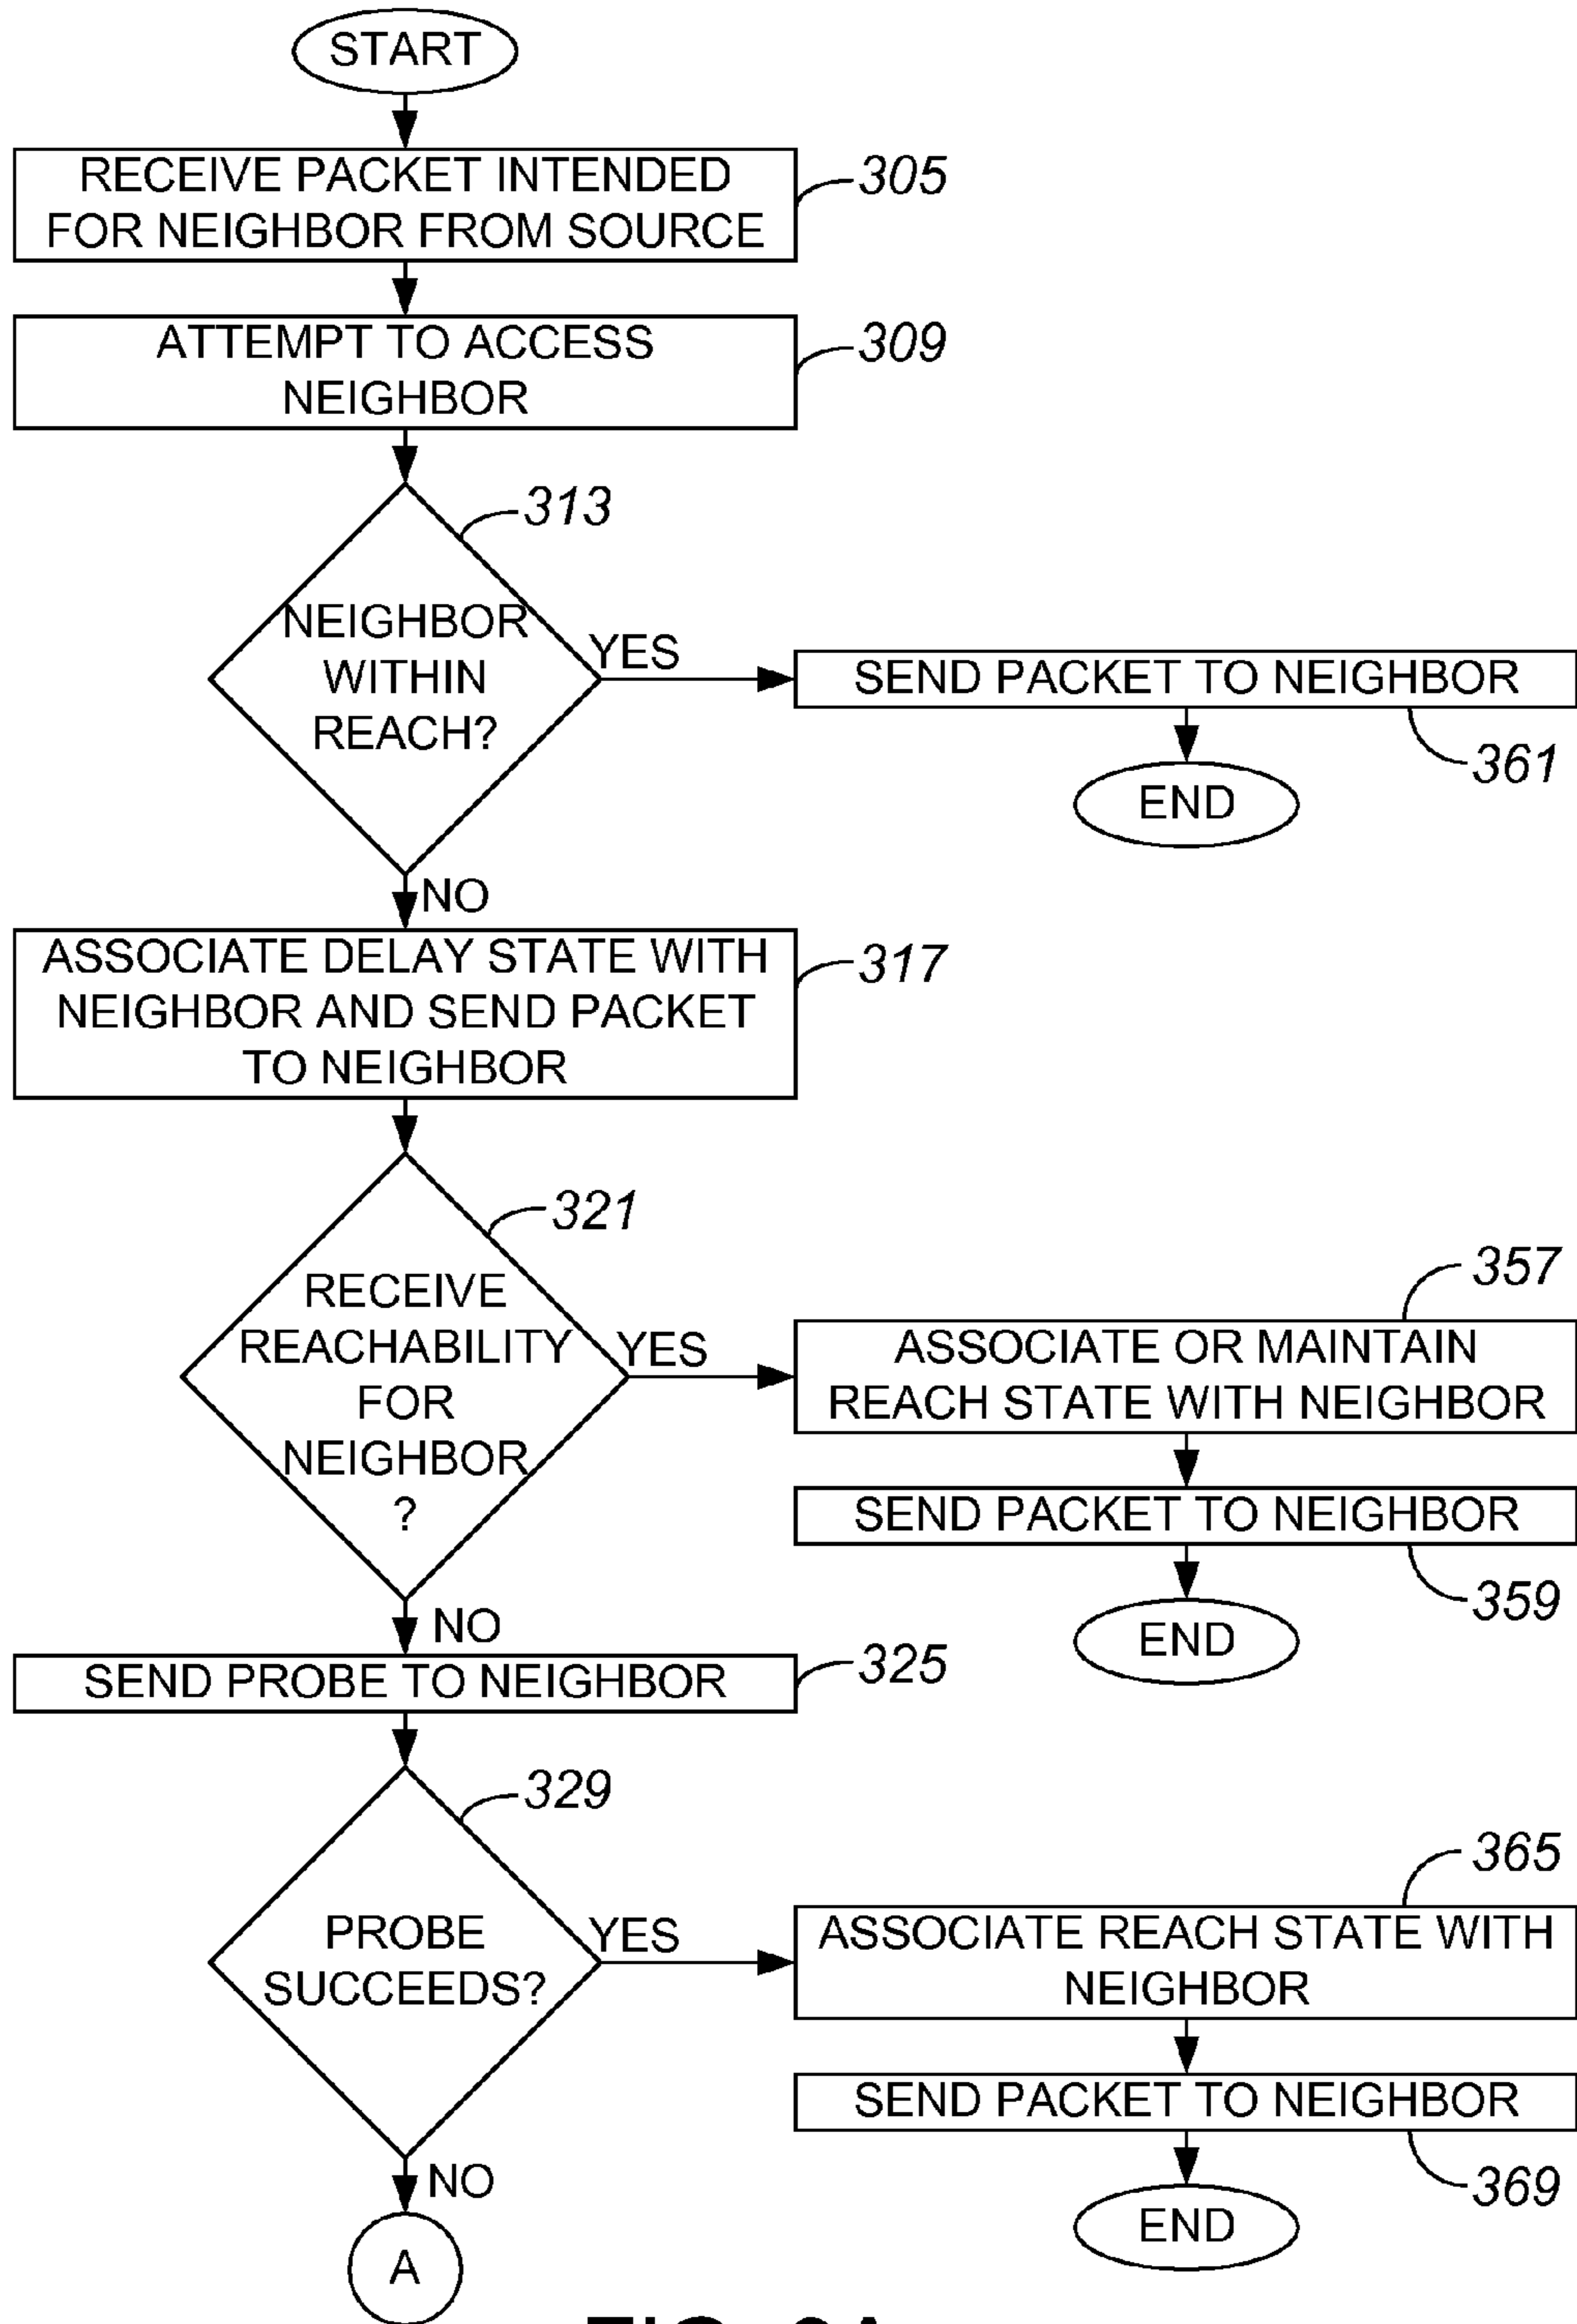 START
RECEIVE PACKET INTENDED
FOR NEIGHBOR FROM SOURCE
305
ATTEMPT TO ACCESS
NEIGHBOR
309
313
NEIGHBOR
WITHIN
REACH?
YES
SEND PACKET TO NEIGHBOR
361
END
NO
ASSOCIATE DELAY STATE WITH
NEIGHBOR AND SEND PACKET
TO NEIGHBOR
317
321
RECEIVE
REACHABILITY
FOR
NEIGHBOR
?
YES
357
ASSOCIATE OR MAINTAIN
REACH STATE WITH NEIGHBOR
SEND PACKET TO NEIGHBOR
359
END
NO
SEND PROBE TO NEIGHBOR
325
329
PROBE
SUCCEEDS?
YES
365
ASSOCIATE REACH STATE WITH
NEIGHBOR
SEND PACKET TO NEIGHBOR
369
END
NO
A